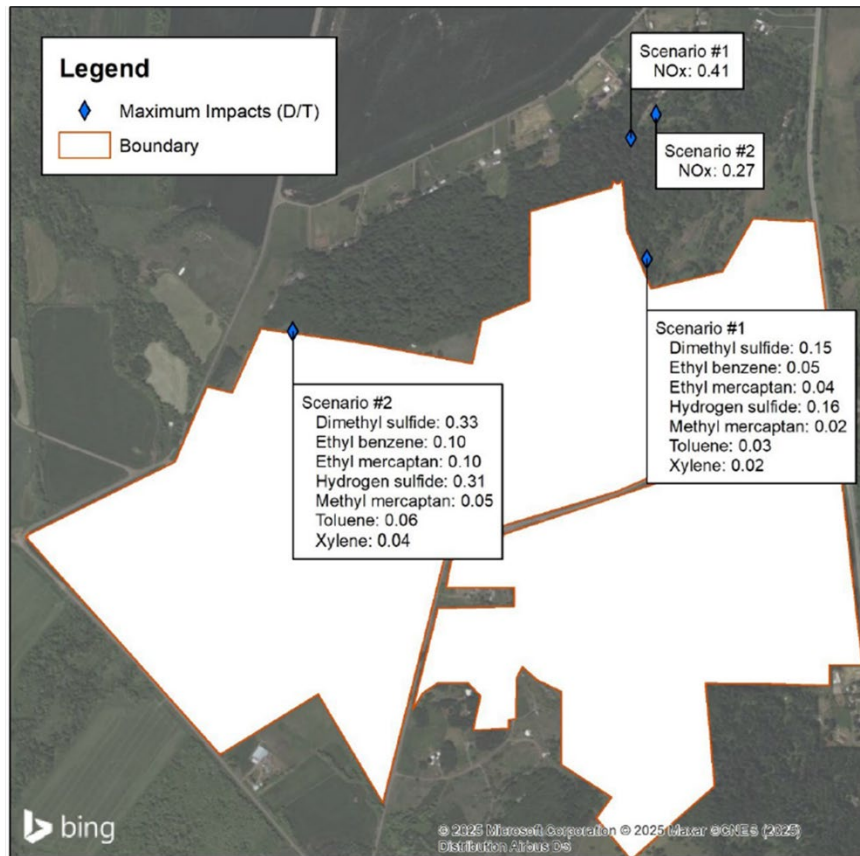 Legend
Maximum Impacts (D/T)
Boundary
Scenario #1
NOx: 0.41
Scenario #2
NOx: 0.27
Scenario #1
Dimethyl sulfide: 0.15
Ethyl benzene: 0.05
Ethyl mercaptan: 0.04
Hydrogen sulfide: 0.16
Methyl mercaptan: 0.02
Toluene: 0.03
Xylene: 0.02
Scenario #2
Dimethyl sulfide: 0.33
Ethyl benzene: 0.10
Ethyl mercaptan: 0.10
Hydrogen sulfide: 0.31
Methyl mercaptan: 0.05
Toluene: 0.06
Xylene: 0.04
bing
© 2025 Microsoft Corporation © 2025 Maxar ©CNES (2025)
Distribution Airbus DS